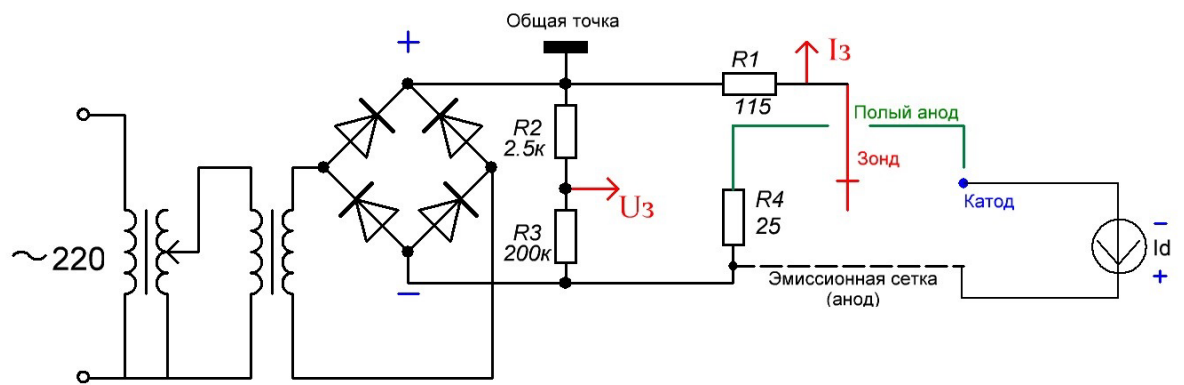 Общая точка
+
R1
115
Iз
Полый анод
R2
2.5к
Зонд
Uз
R4
25
Катод
~220
R3
200к
−
Эмиссионная сетка
(анод)
−
Id
+